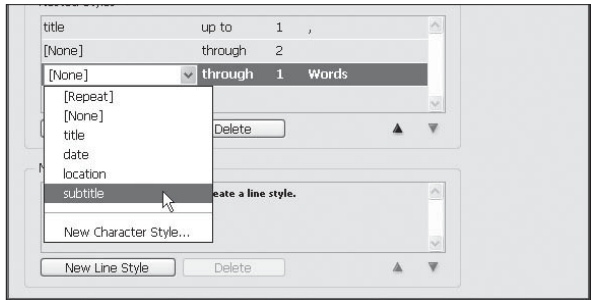 title up to 1 ,
[None] through 2
[None] through 1 Words
[Repeat]
[None]
title
Delete
date
location
subtitle
eate a line style.
New Character Style...
New Line Style Delete